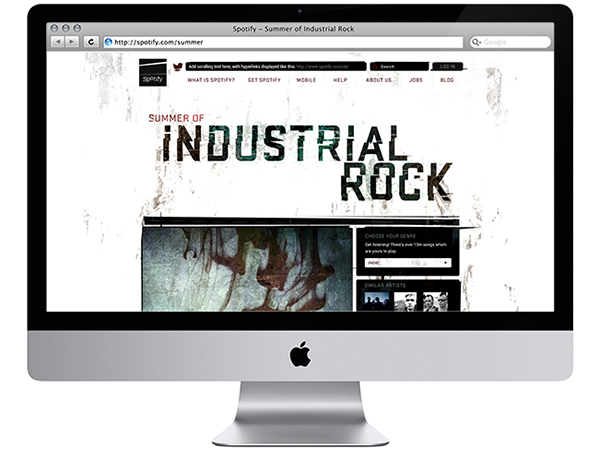 Spotify – Summer of Industrial Rock
http://spotify.com/summer
Google
Spotify
Add scrolling text here, with hyperlinks displayed like this: http://www.spotify.com/uk/
Search
LOG IN
WHAT IS SPOTIFY?
GET SPOTIFY
MOBILE
HELP
ABOUT US
JOBS
BLOG
SUMMER OF
INDUSTRIAL
ROCK
CHOOSE YOUR GENRE
Get listening! There's over 13m songs which
are yours to play.
INDIE
SIMILAR ARTISTS